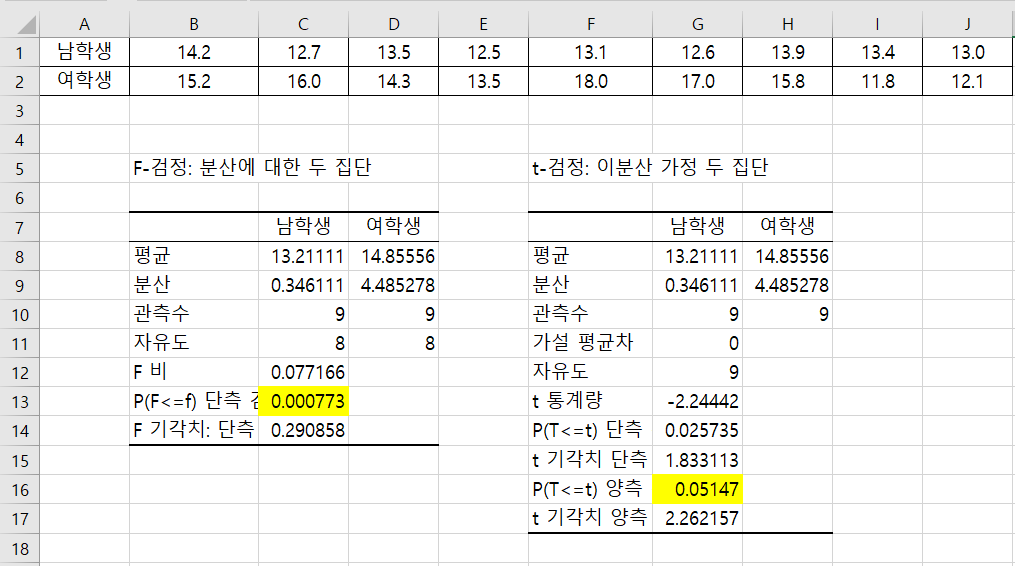 A B C D E F G H I J
1 남학생 14.2 12.7 13.5 12.5 13.1 12.6 13.9 13.4 13.0
2 여학생 15.2 16.0 14.3 13.5 18.0 17.0 15.8 11.8 12.1
3
4
5 F-검정: 분산에 대한 두 집단 t-검정: 이분산 가정 두 집단
6
7 남학생 여학생 남학생 여학생
8 평균 13.21111 14.85556 평균 13.21111 14.85556
9 분산 0.346111 4.485278 분산 0.346111 4.485278
10 관측수 9 9 관측수 9 9
11 자유도 8 8 가설 평균차 0
12 F 비 0.077166 자유도 9
13 P(F<=f) 단측 0.000773 t 통계량 -2.24442
14 F 기각치: 단측 0.290858 P(T<=t) 단측 0.025735
15 t 기각치 단측 1.833113
16 P(T<=t) 양측 0.05147
17 t 기각치 양측 2.262157
18